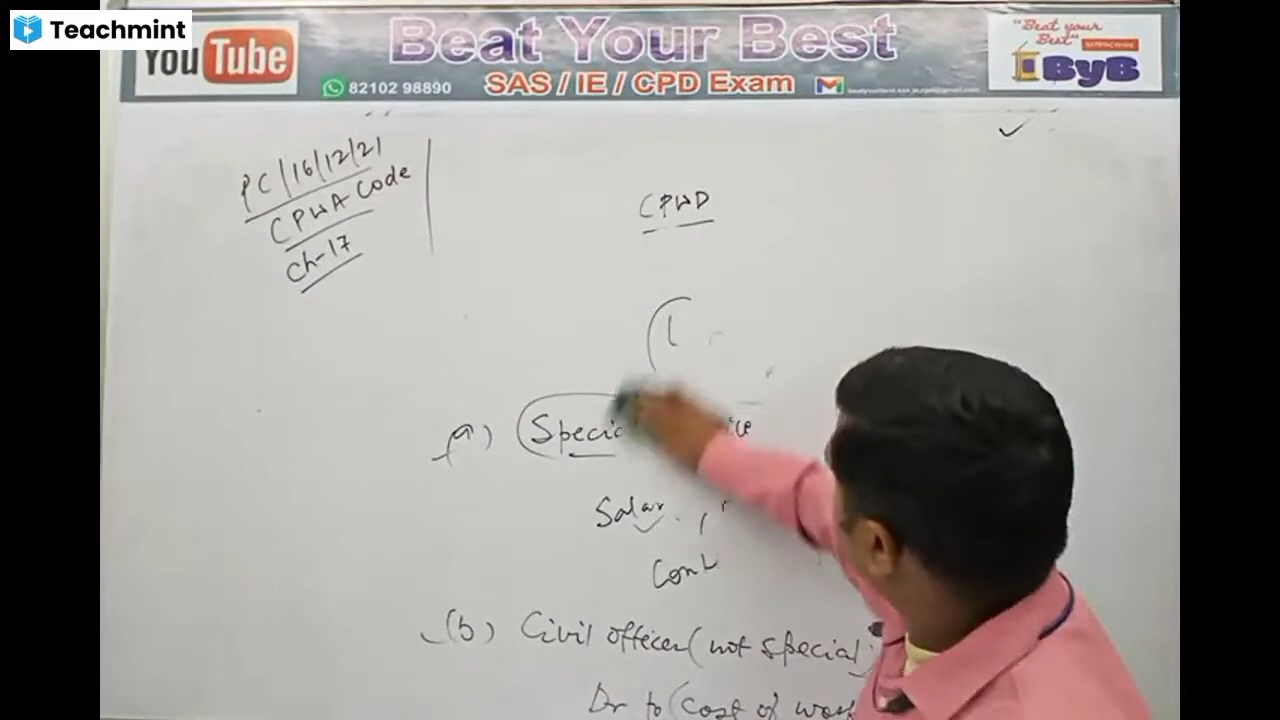 Teachmint
You Tube
Beat Your Best
SAS / IE / CPD Exam
82102 98890
"Beat your
Best"
ByB
PC/16/12/21
CPWA Code
Ch-17
CPWD
a) Specia
Salar
Cont
(b) Civil officer (not special)
Dr to (cost of work